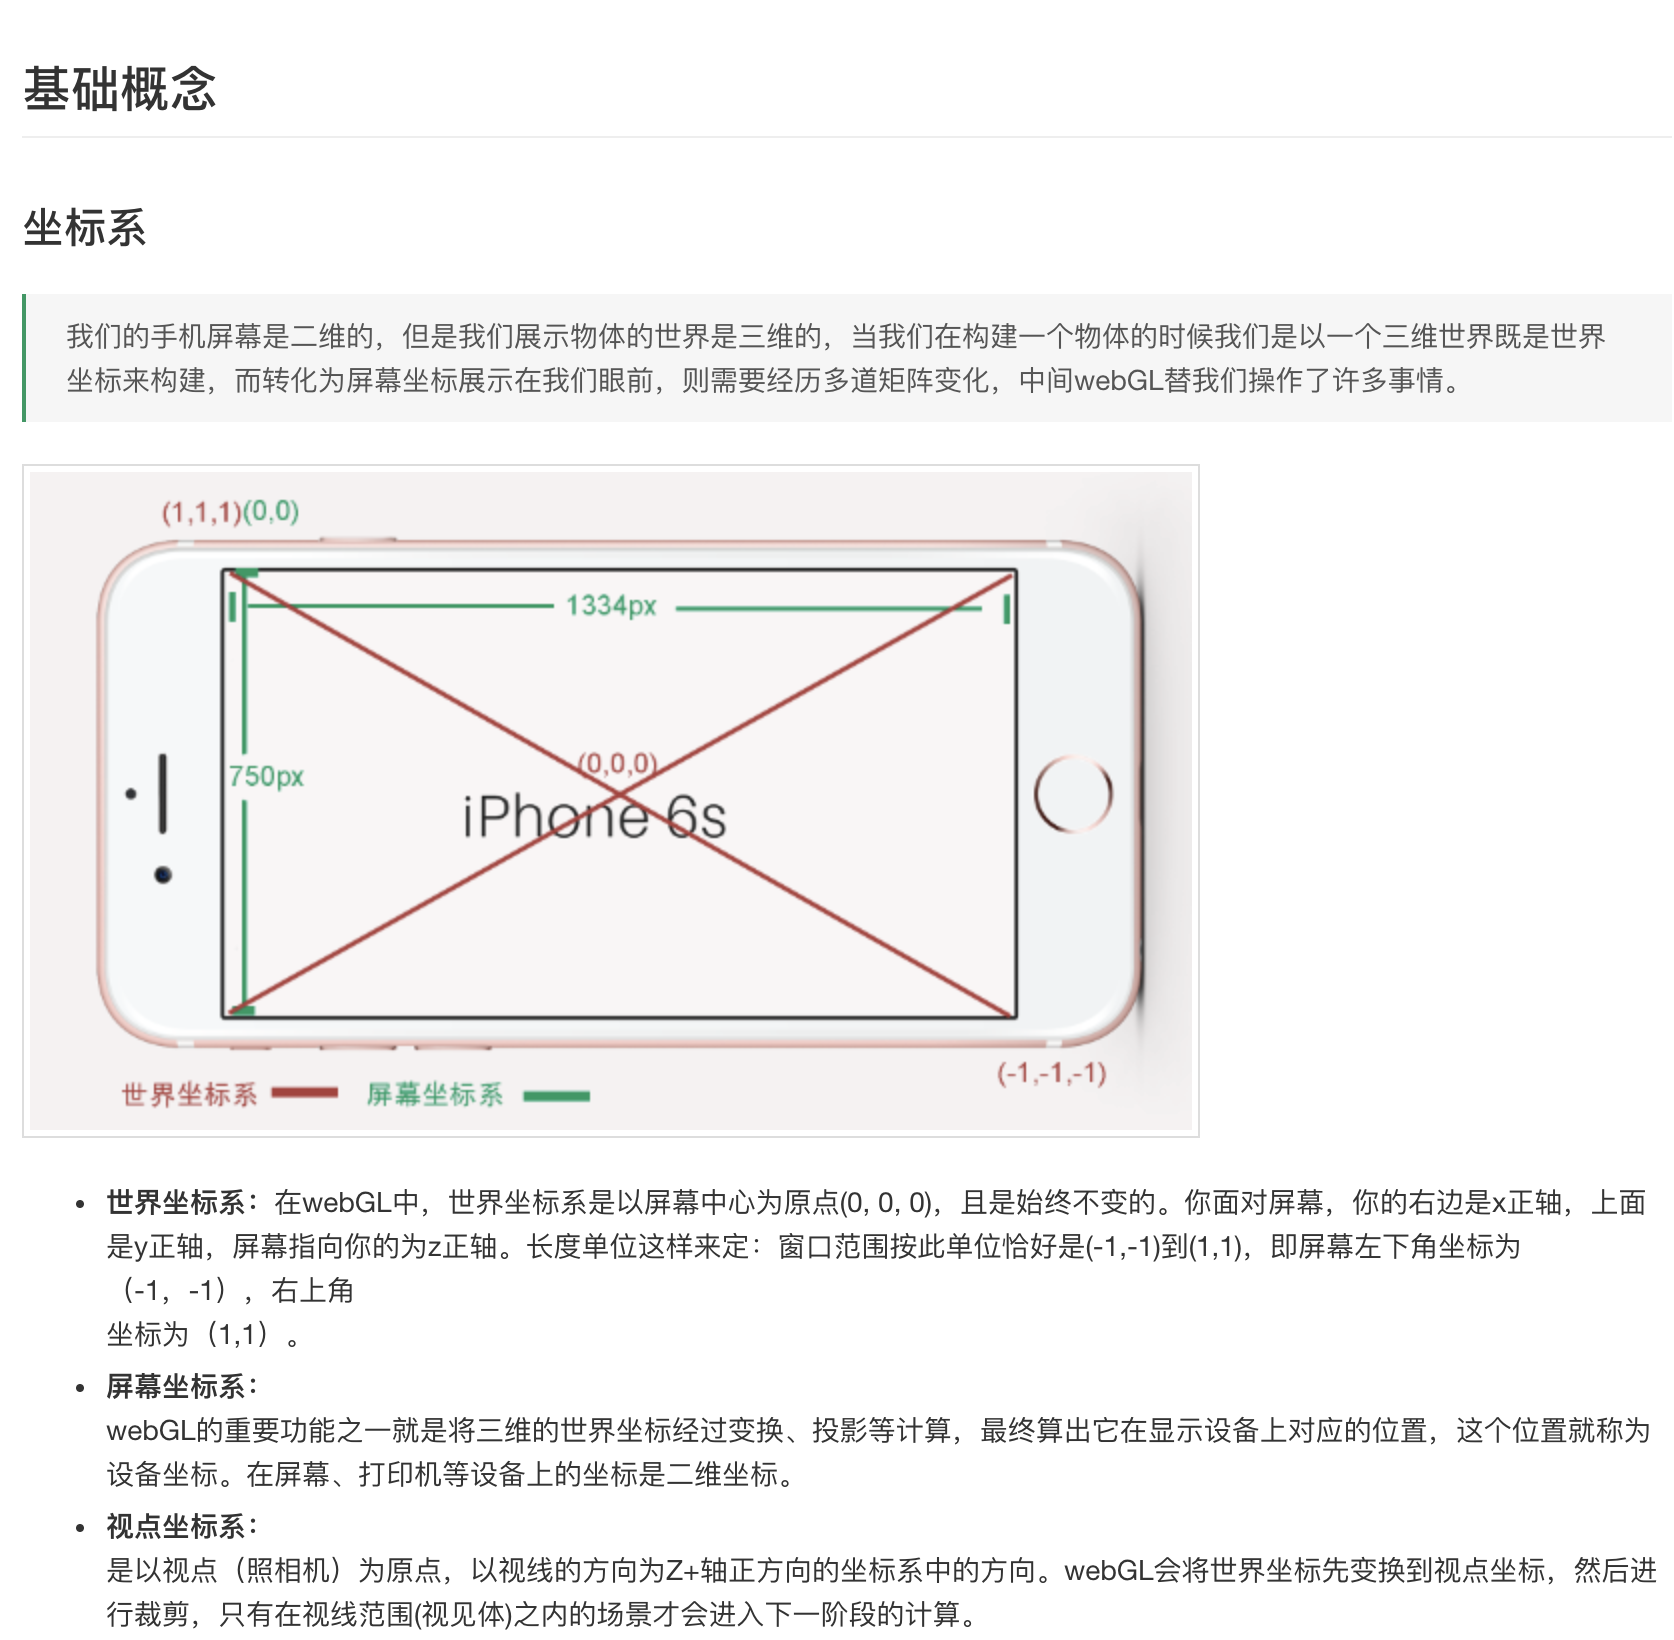 基础概念
坐标系
我们的手机屏幕是二维的，但是我们展示物体的世界是三维的，当我们在构建一个物体的时候我们是以一个三维世界既是世界
坐标来构建，而转化为屏幕坐标展示在我们眼前，则需要经历多道矩阵变化，中间webGL替我们操作了许多事情。
(1,1,1)(0,0)
1334px
(0,0,0)
750px
iPhone 6s
(-1,-1,-1)
世界坐标系 屏幕坐标系
• 世界坐标系：在webGL中，世界坐标系是以屏幕中心为原点(0, 0, 0)，且是始终不变的。你面对屏幕，你的右边是x正轴，上面
是y正轴，屏幕指向你的为z正轴。长度单位这样来定：窗口范围按此单位恰好是(-1,-1)到(1,1)，即屏幕左下角坐标为
（-1，-1），右上角
坐标为（1,1）。
• 屏幕坐标系：
webGL的重要功能之一就是将三维的世界坐标经过变换、投影等计算，最终算出它在显示设备上对应的位置，这个位置就称为
设备坐标。在屏幕、打印机等设备上的坐标是二维坐标。
• 视点坐标系：
是以视点（照相机）为原点，以视线的方向为Z+轴正方向的坐标系中的方向。webGL会将世界坐标先变换到视点坐标，然后进
行裁剪，只有在视线范围(视见体)之内的场景才会进入下一阶段的计算。